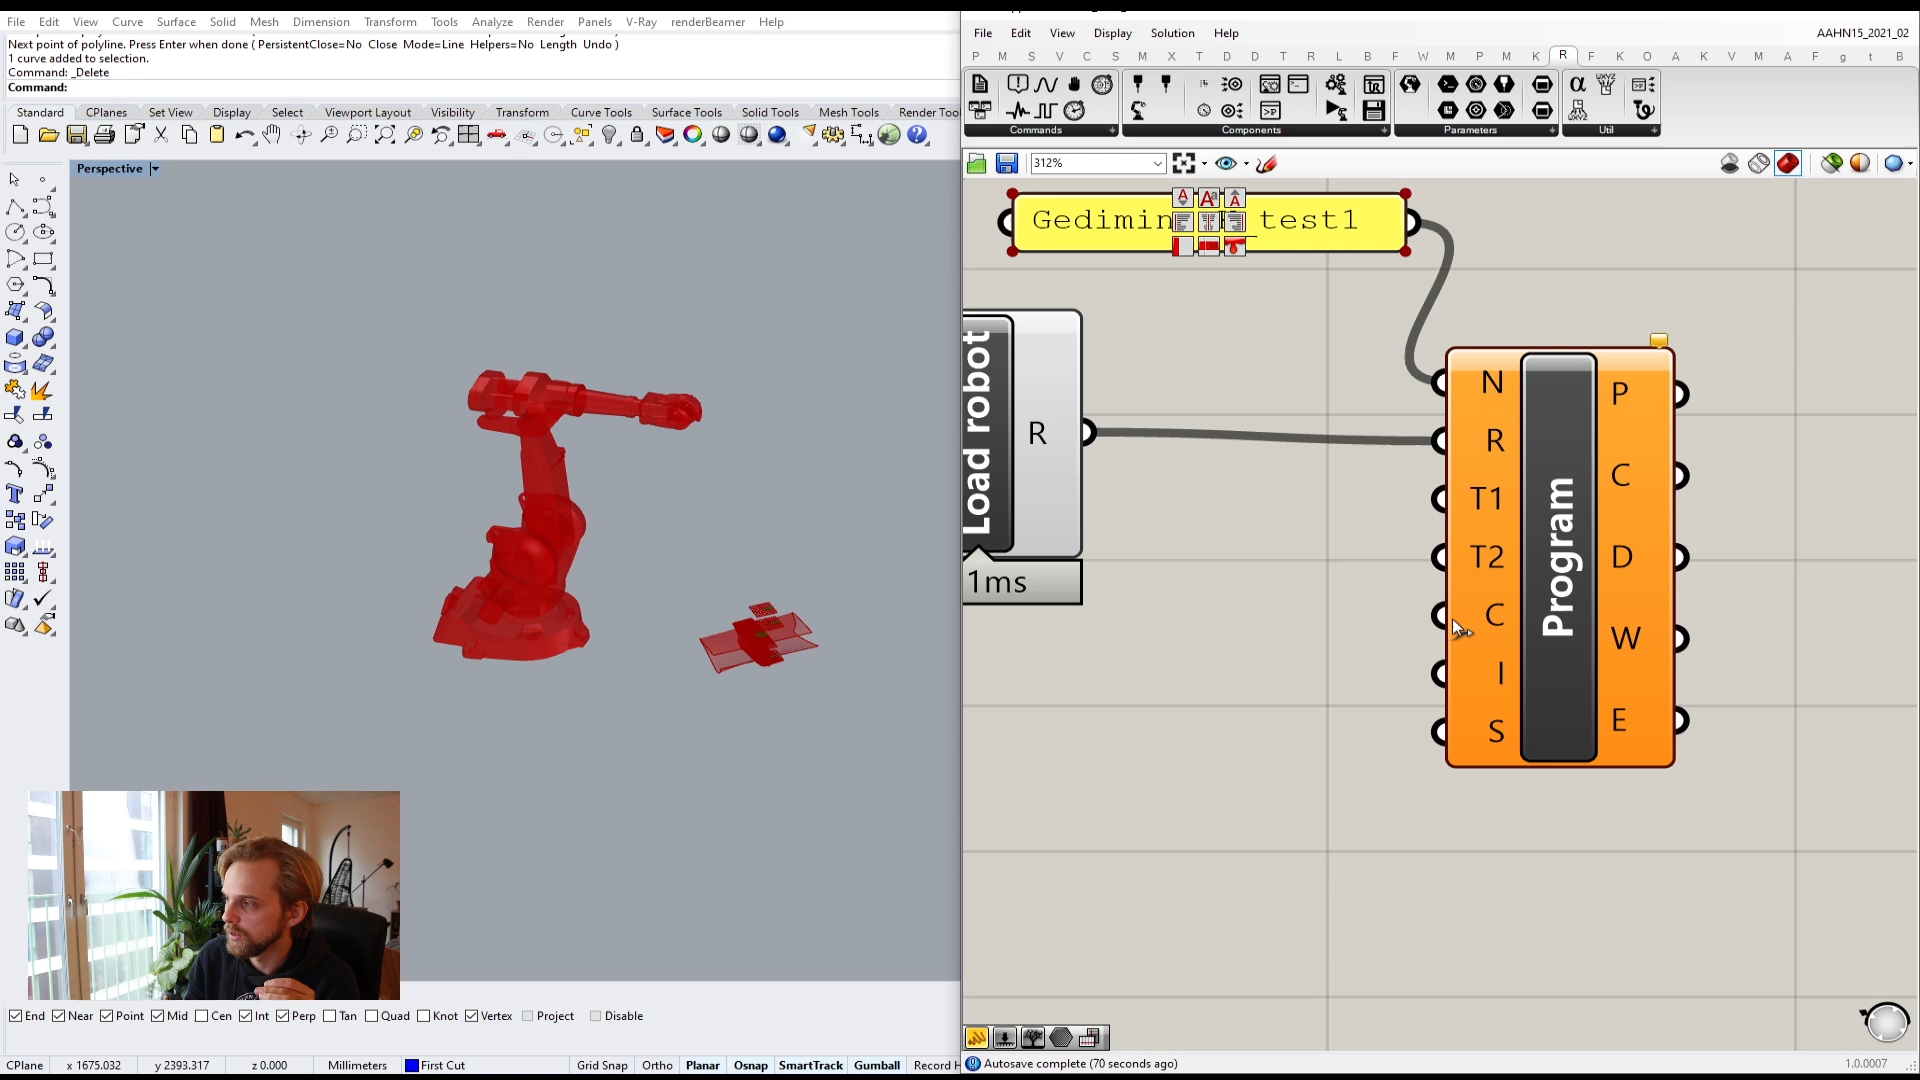 File Edit View Curve Surface Solid Mesh Dimension Transform Tools Analyze Render Panels V-Ray renderBeamer Help
Next point of polyline. Press Enter when done ( PersistentClose=No Close Mode=Line Helpers=No Length Undo )
1 curve added to selection.
Command: _Delete
Command:
Standard CPlanes Set View Display Select Viewport Layout Visibility Transform Curve Tools Surface Tools Solid Tools Mesh Tools Render Too
Perspective
File Edit View Display Solution Help
AAHN15_2021_02
P M S V C S M X T D D T R L B F W M P M K R F K O A K V M A F g t B
Commands
Components
Parameters
Util
312%
Gedimin
_test1
Load robot
R
1ms
N
R
T1
T2
C
I
S
Program
P
C
D
W
E
End Near Point Mid Cen Int Perp Tan Quad Knot Vertex Project Disable
CPlane x 1675.032 y 2393.317 z 0.000 Millimeters First Cut Grid Snap Ortho Planar Osnap SmartTrack Gumball Record H
Autosave complete (70 seconds ago)
1.0.0007